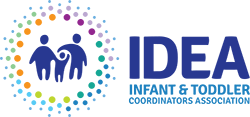 IDEA
INFANT & TODDLER
COORDINATORS ASSOCIATION